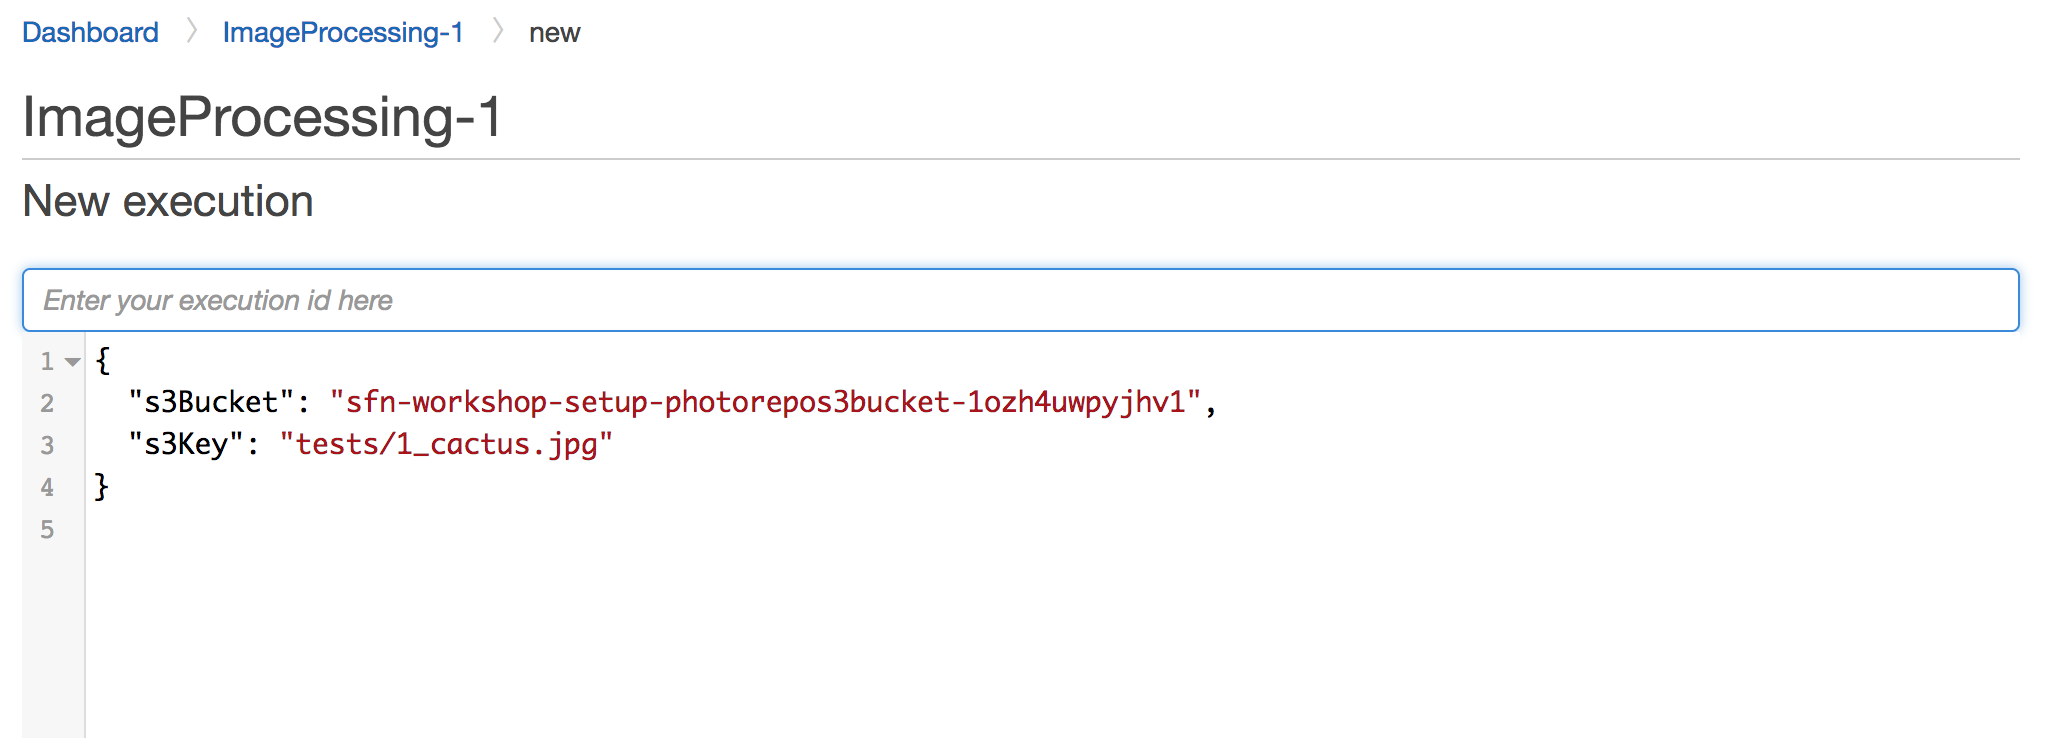 Dashboard > ImageProcessing-1 > new
ImageProcessing-1
New execution
Enter your execution id here
1 {
2 "s3Bucket": "sfn-workshop-setup-photorepos3bucket-1ozh4uwpyjhv1",
3 "s3Key": "tests/1_cactus.jpg"
4 }
5